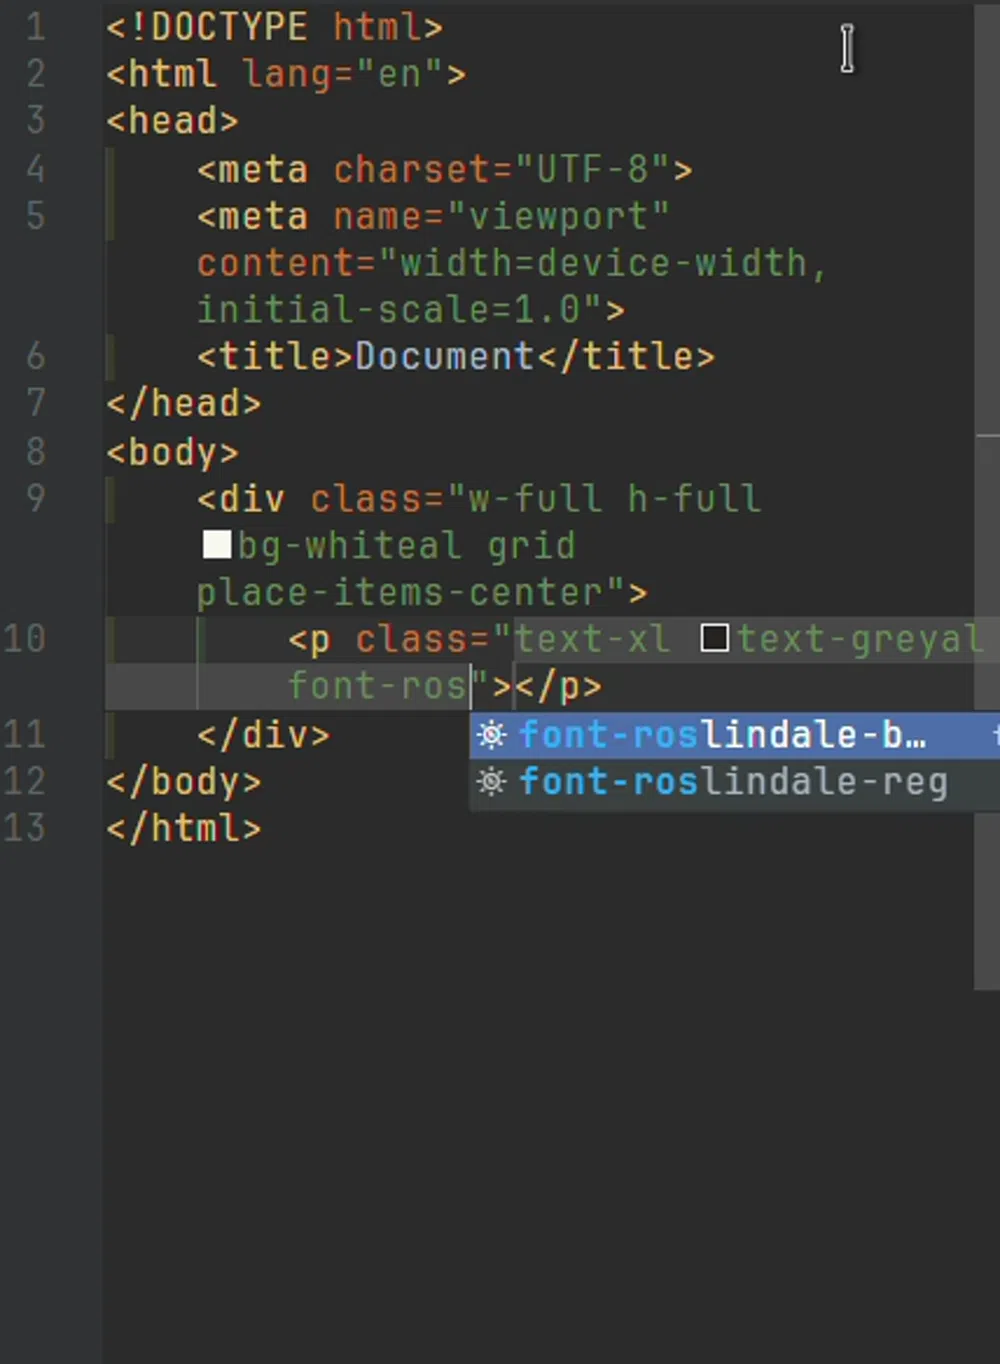 1 <!DOCTYPE html>
2 <html lang="en">
3 <head>
4 <meta charset="UTF-8">
5 <meta name="viewport"
content="width=device-width,
initial-scale=1.0">
6 <title>Document</title>
7 </head>
8 <body>
9 <div class="w-full h-full
bg-whiteal grid
place-items-center">
10 <p class="text-xl text-greyal
font-ros"></p>
11 </div>
font-roslindale-b…
12 </body>
font-roslindale-reg
13 </html>